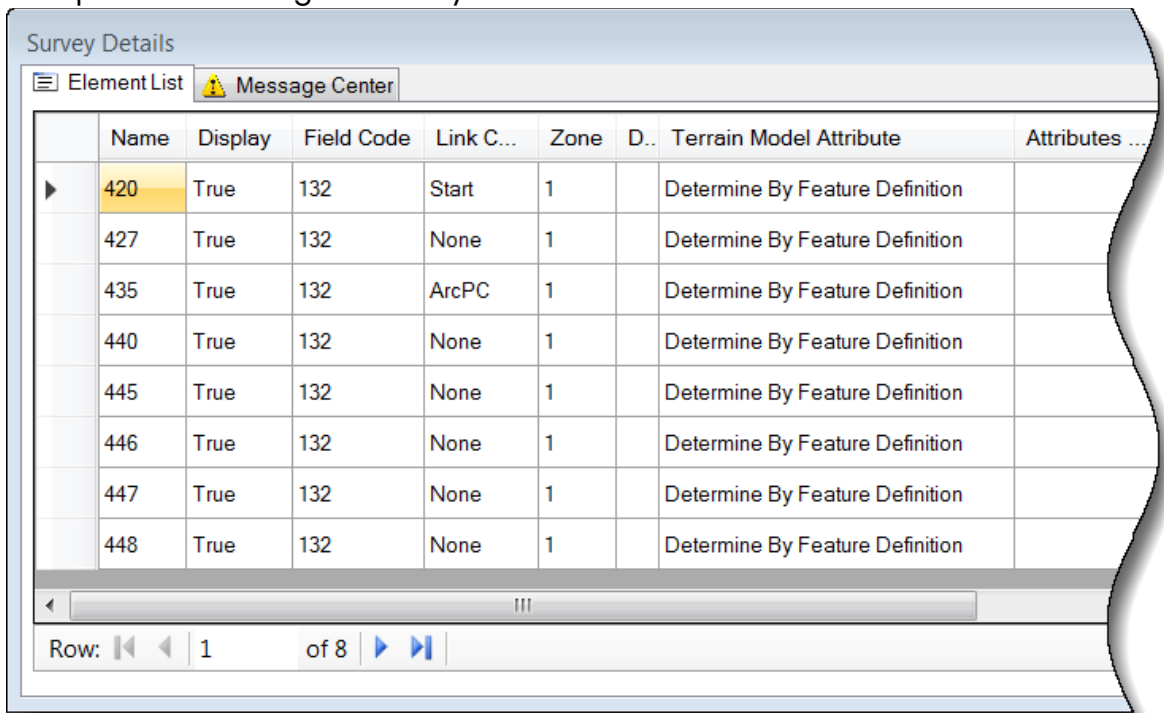 Survey Details
Element List Message Center
Name Display Field Code Link C... Zone D.. Terrain Model Attribute Attributes ...
420 True 132 Start 1 Determine By Feature Definition
427 True 132 None 1 Determine By Feature Definition
435 True 132 ArcPC 1 Determine By Feature Definition
440 True 132 None 1 Determine By Feature Definition
445 True 132 None 1 Determine By Feature Definition
446 True 132 None 1 Determine By Feature Definition
447 True 132 None 1 Determine By Feature Definition
448 True 132 None 1 Determine By Feature Definition
Row: 1 of 8